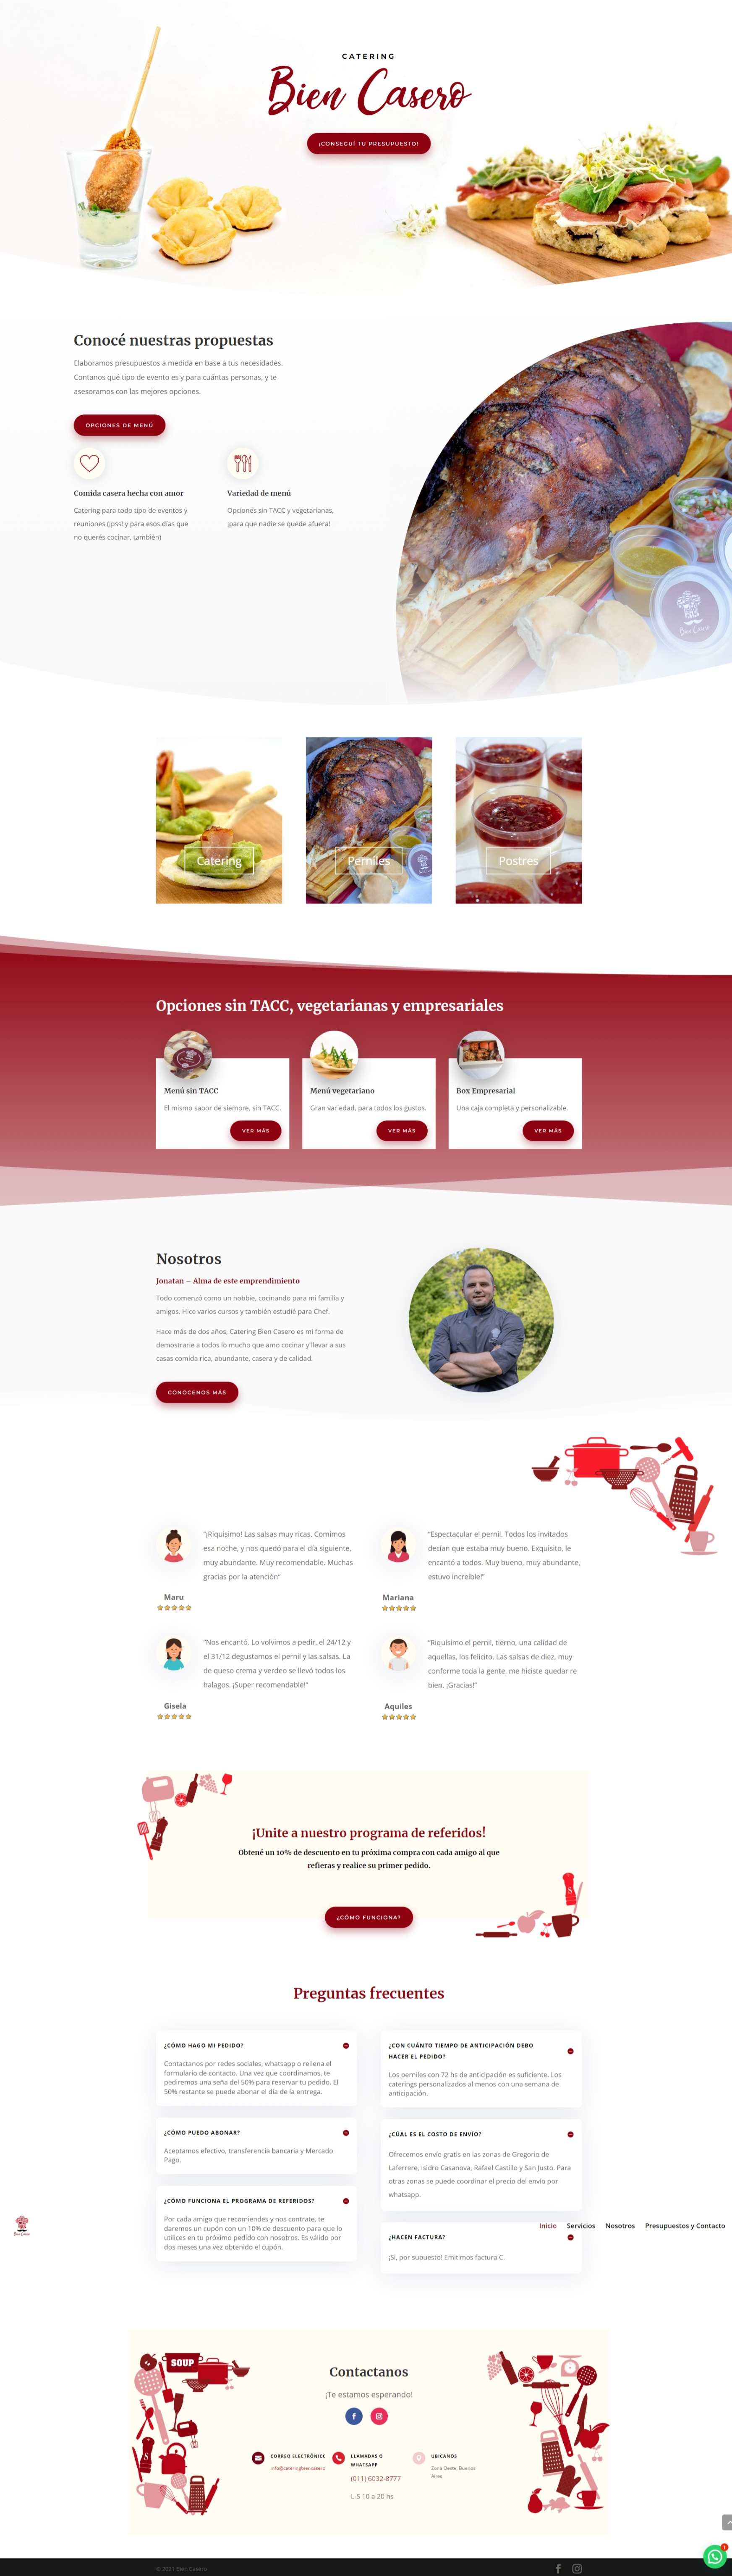 CATERING
Bien Casero
¡CONSEGUÍ TU PRESUPUESTO!
Conocé nuestras propuestas
Elaboramos presupuestos a medida en base a tus necesidades.
Contanos qué tipo de evento es y para cuántas personas, y te
asesoramos con las mejores opciones.
OPCIONES DE MENÚ
Comida casera hecha con amor
Catering para todo tipo de eventos y
reuniones (¡pss! y para esos días que
no querés cocinar, también)
Variedad de menú
Opciones sin TACC y vegetarianas,
¡para que nadie se quede afuera!
Bien Casero
Catering
Perniles
Postres
Opciones sin TACC, vegetarianas y empresariales
Menú sin TACC
El mismo sabor de siempre, sin TACC.
VER MÁS
Menú vegetariano
Gran variedad, para todos los gustos.
VER MÁS
Box Empresarial
Una caja completa y personalizable.
VER MÁS
Nosotros
Jonatan – Alma de este emprendimiento
Todo comenzó como un hobbie, cocinando para mi familia y
amigos. Hice varios cursos y también estudié para Chef.
Hace más de dos años, Catering Bien Casero es mi forma de
demostrarle a todos lo mucho que amo cocinar y llevar a sus
casas comida rica, abundante, casera y de calidad.
CONOCENOS MÁS
"¡Riquísimo! Las salsas muy ricas. Comimos
esa noche, y nos quedó para el día siguiente,
muy abundante. Muy recomendable. Muchas
gracias por la atención"
Maru
"Espectacular el pernil. Todos los invitados
decían que estaba muy bueno. Exquisito, le
encantó a todos. Muy bueno, muy abundante,
estuvo increíble!"
Mariana
"Nos encantó. Lo volvimos a pedir, el 24/12 y
el 31/12 degustamos el pernil y las salsas. La
de queso crema y verdeo se llevó todos los
halagos. ¡Super recomendable!"
Gisela
"Riquísimo el pernil, tierno, una calidad de
aquellas, los felicito. Las salsas de diez, muy
conforme toda la gente, me hiciste quedar re
bien. ¡Gracias!"
Aquiles
¡Unite a nuestro programa de referidos!
Obtené un 10% de descuento en tu próxima compra con cada amigo al que
refieras y realice su primer pedido.
¿CÓMO FUNCIONA?
Preguntas frecuentes
¿CÓMO HAGO MI PEDIDO?
Contactanos por redes sociales, whatsapp o rellena el
formulario de contacto. Una vez que coordinamos, te
pediremos una seña del 50% para reservar tu pedido. El
50% restante se puede abonar el día de la entrega.
¿CÓMO PUEDO ABONAR?
Aceptamos efectivo, transferencia bancaria y Mercado
Pago.
¿CÓMO FUNCIONA EL PROGRAMA DE REFERIDOS?
Por cada amigo que recomiendes y nos contrate, te
daremos un cupón con un 10% de descuento para que lo
utilices en tu próximo pedido con nosotros. Es válido por
dos meses una vez obtenido el cupón.
¿CON CUÁNTO TIEMPO DE ANTICIPACIÓN DEBO
HACER EL PEDIDO?
Los perniles con 72 hs de anticipación es suficiente. Los
caterings personalizados al menos con una semana de
anticipación.
¿CÚAL ES EL COSTO DE ENVÍO?
Ofrecemos envío gratis en las zonas de Gregorio de
Laferrere, Isidro Casanova, Rafael Castillo y San Justo. Para
otras zonas se puede coordinar el precio del envío por
whatsapp.
Bien Casero
Inicio
Servicios
Nosotros
Presupuestos y Contacto
¿HACEN FACTURA?
¡Si, por supuesto! Emitimos factura C.
SOUP
Contactanos
¡Te estamos esperando!
CORREO ELECTRÓNICO
info@cateringbiencasero
LLAMADAS O
WHATSAPP
(011) 6032-8777
L-S 10 a 20 hs
UBICANOS
Zona Oeste, Buenos
Aires
1
© 2021 Bien Casero